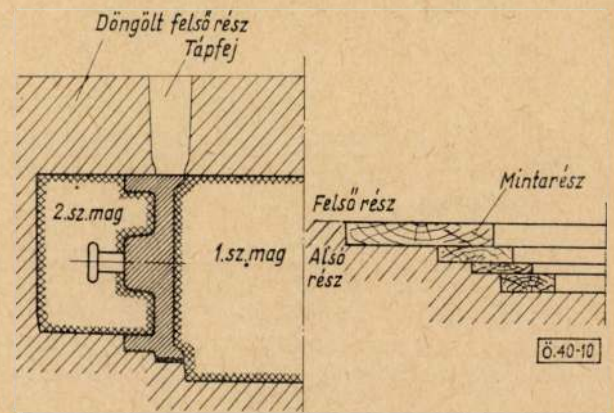 Döngölt felső rész
Tápfej
2.sz.mag
1.sz.mag
Mintarész
Felső rész
Alsó
rész
Ö.40-10